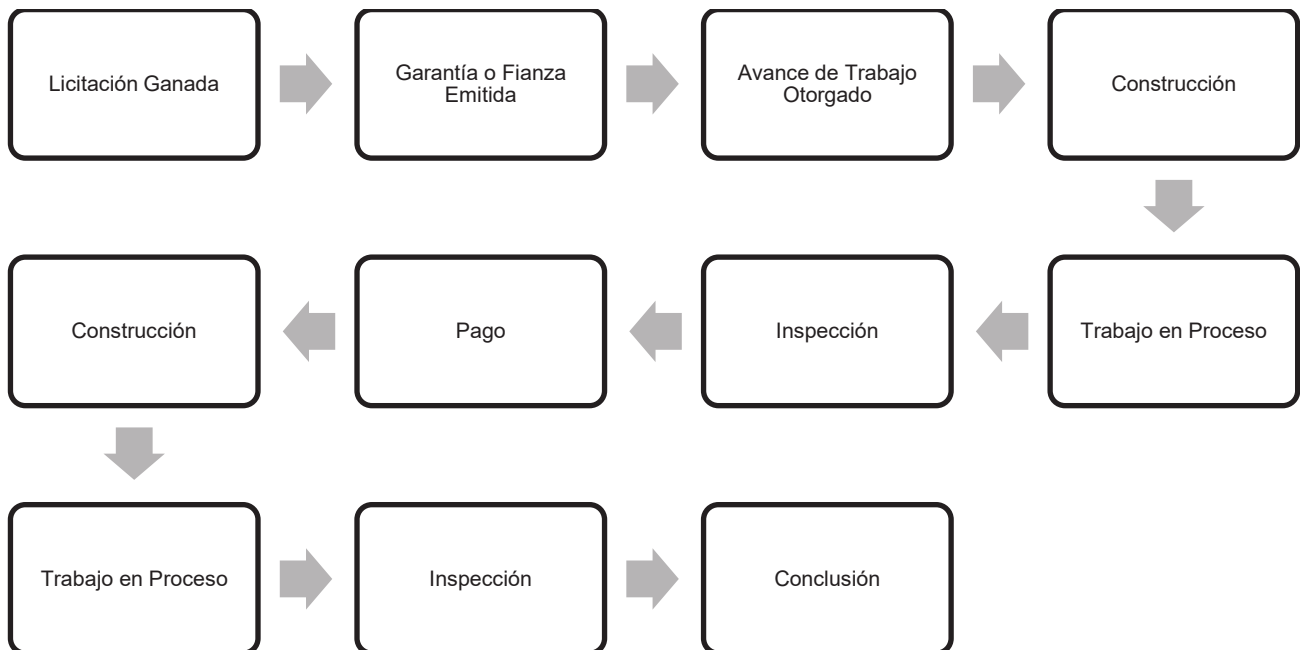 Licitación Ganada
Garantía o Fianza
Emitida
Avance de Trabajo
Otorgado
Construcción
Trabajo en Proceso
Inspección
Pago
Construcción
Trabajo en Proceso
Inspección
Conclusión